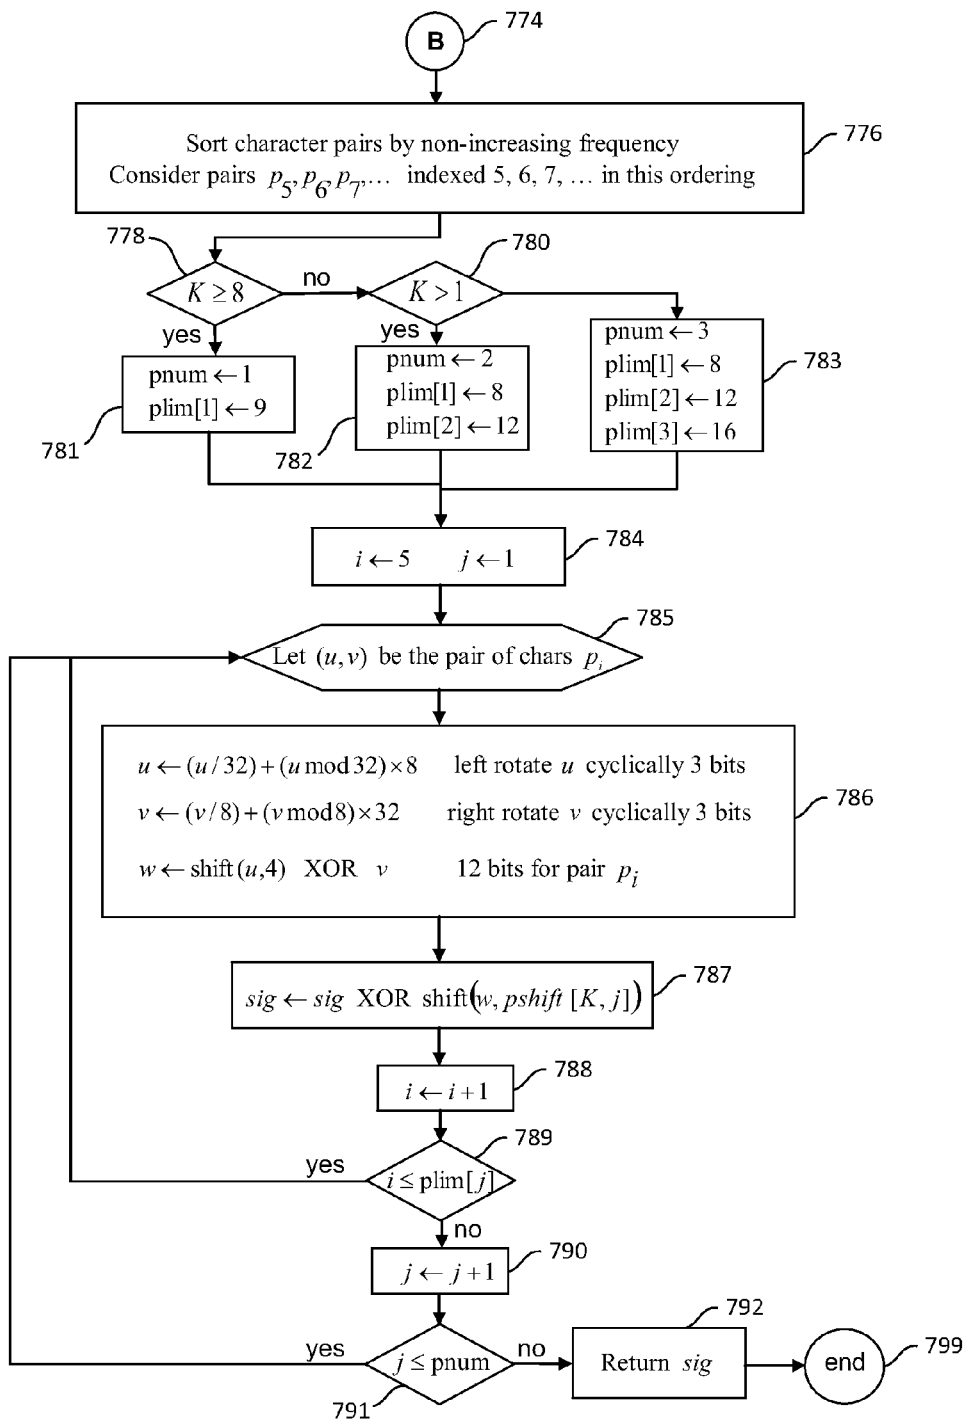 B
774
Sort character pairs by non-increasing frequency
Consider pairs p₅, p₆, p₇, … indexed 5, 6, 7, … in this ordering
776
778
K ≥ 8
no
yes
780
K > 1
yes
pnum ← 1
plim[1] ← 9
781
pnum ← 2
plim[1] ← 8
plim[2] ← 12
782
pnum ← 3
plim[1] ← 8
plim[2] ← 12
plim[3] ← 16
783
i ← 5 j ← 1
784
Let (u, v) be the pair of chars pᵢ
785
u ← (u / 32) + (u mod 32) × 8 left rotate u cyclically 3 bits
v ← (v / 8) + (v mod 8) × 32 right rotate v cyclically 3 bits
w ← shift(u,4) XOR v 12 bits for pair pᵢ
786
sig ← sig XOR shift(w, pshift [K, j])
787
i ← i + 1
788
789
yes
i ≤ plim[j]
no
j ← j + 1
790
yes
j ≤ pnum
no
791
792
Return sig
end
799